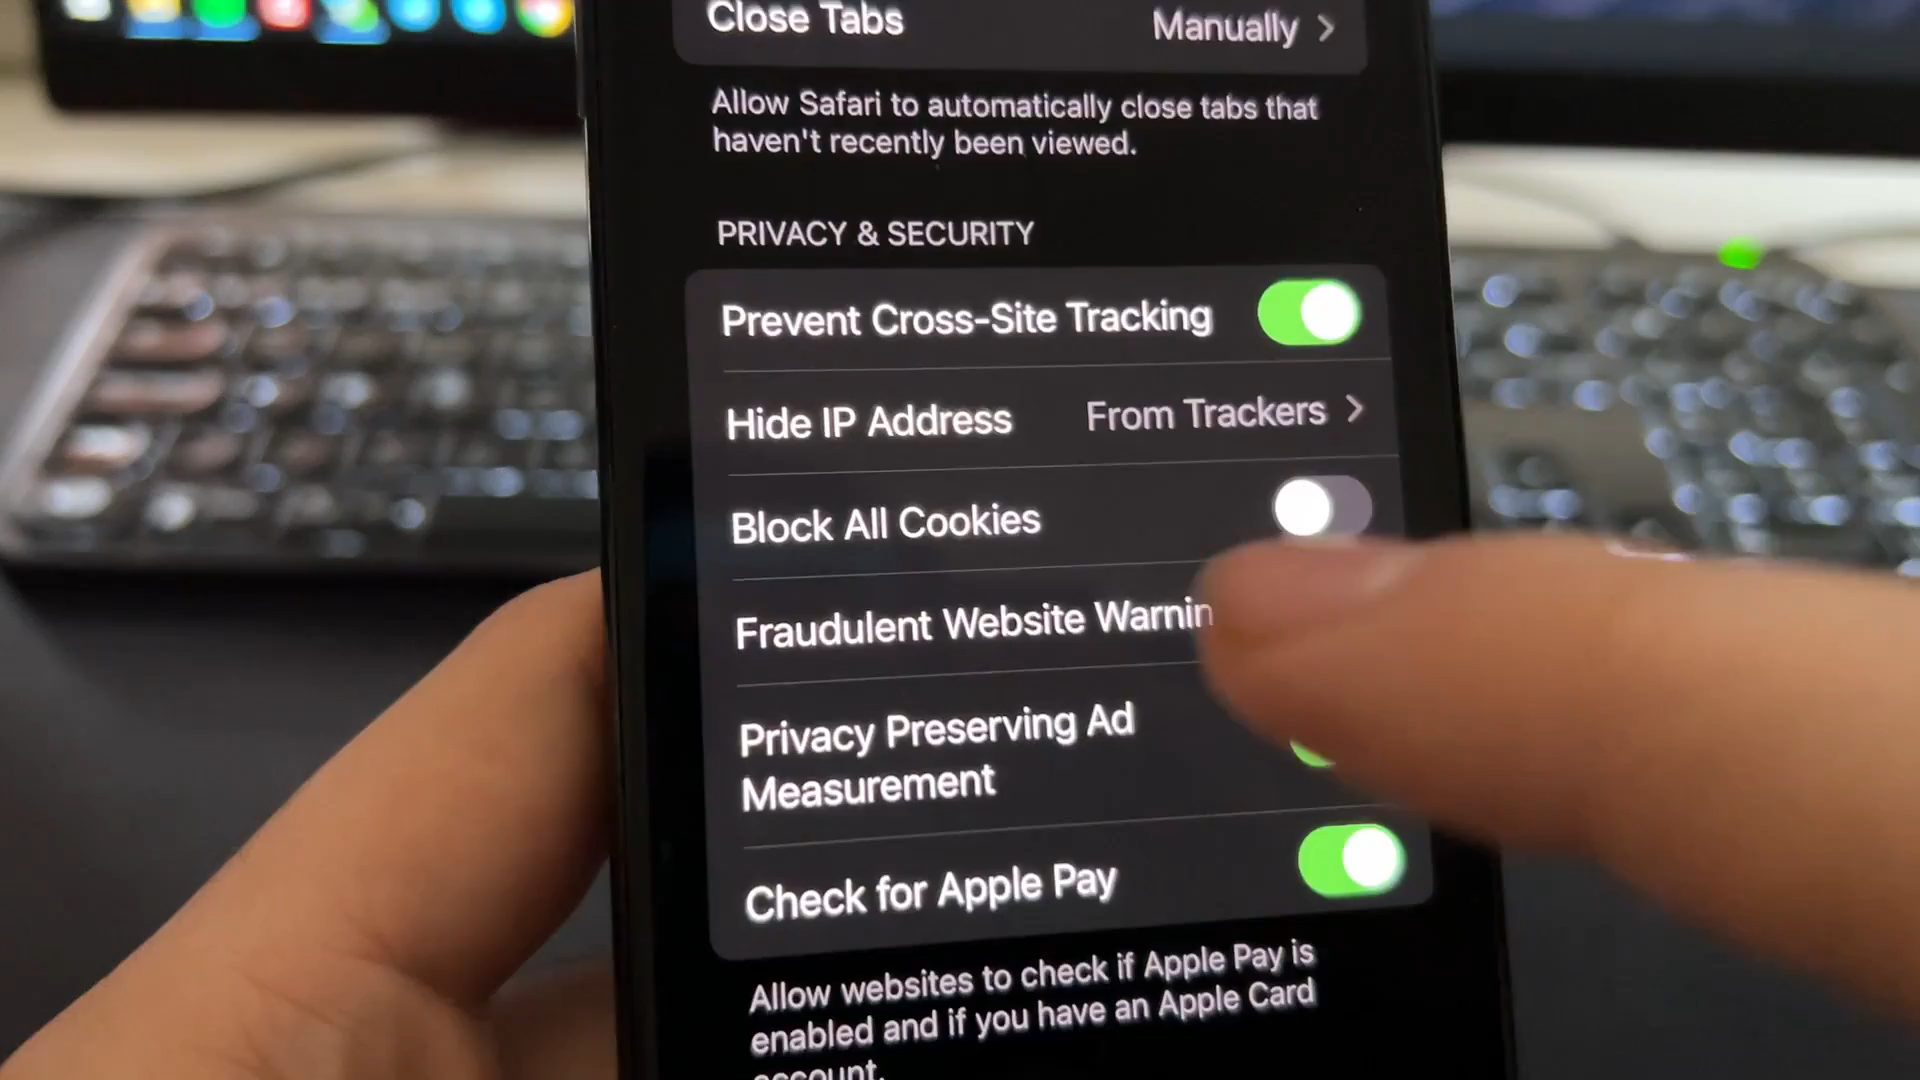 Close Tabs
Manually
Allow Safari to automatically close tabs that
haven't recently been viewed.
PRIVACY & SECURITY
Prevent Cross-Site Tracking
Hide IP Address
From Trackers
Block All Cookies
Fraudulent Website Warnin
Privacy Preserving Ad
Measurement
Check for Apple Pay
Allow websites to check if Apple Pay is
enabled and if you have an Apple Card
account.